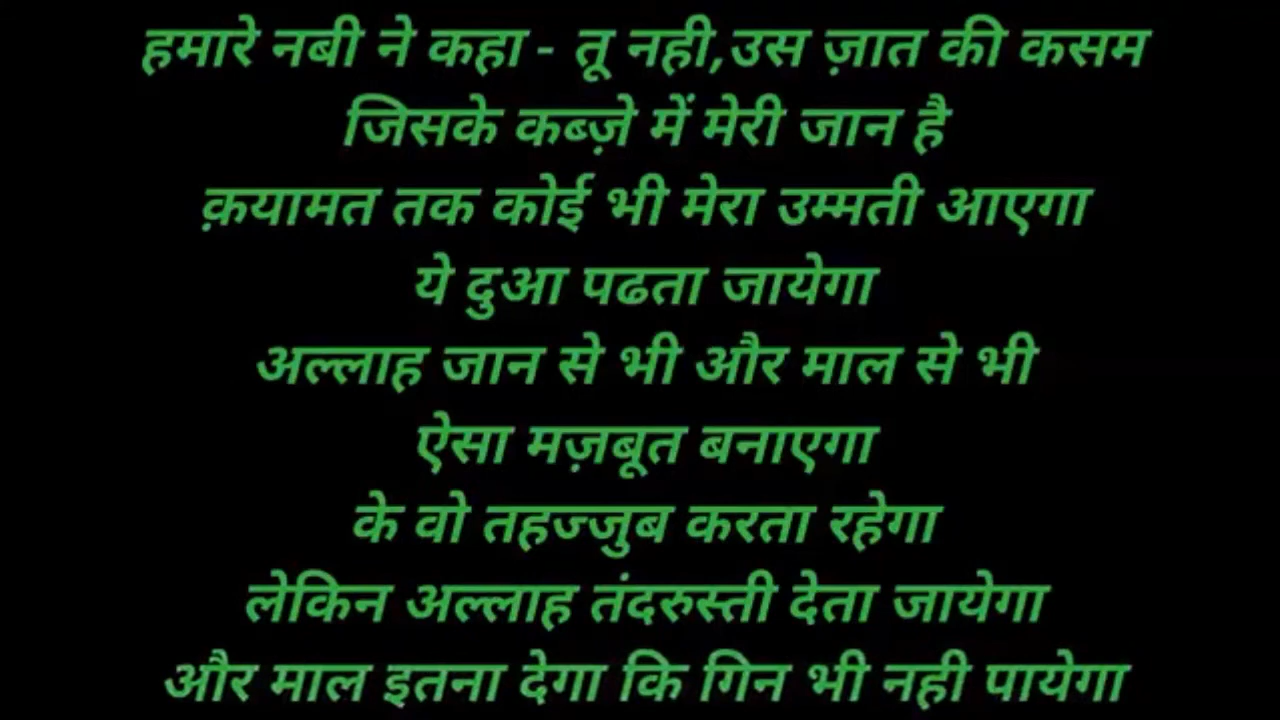 हमारे नबी ने कहा - तू नही,उस ज़ात की कसम
जिसके कब्ज़े में मेरी जान है
क़यामत तक कोई भी मेरा उम्मती आएगा
ये दुआ पढता जायेगा
अल्लाह जान से भी और माल से भी
ऐसा मज़बूत बनाएगा
के वो तहज्जुब करता रहेगा
लेकिन अल्लाह तंदरुस्ती देता जायेगा
और माल इतना देगा कि गिन भी नही पायेगा